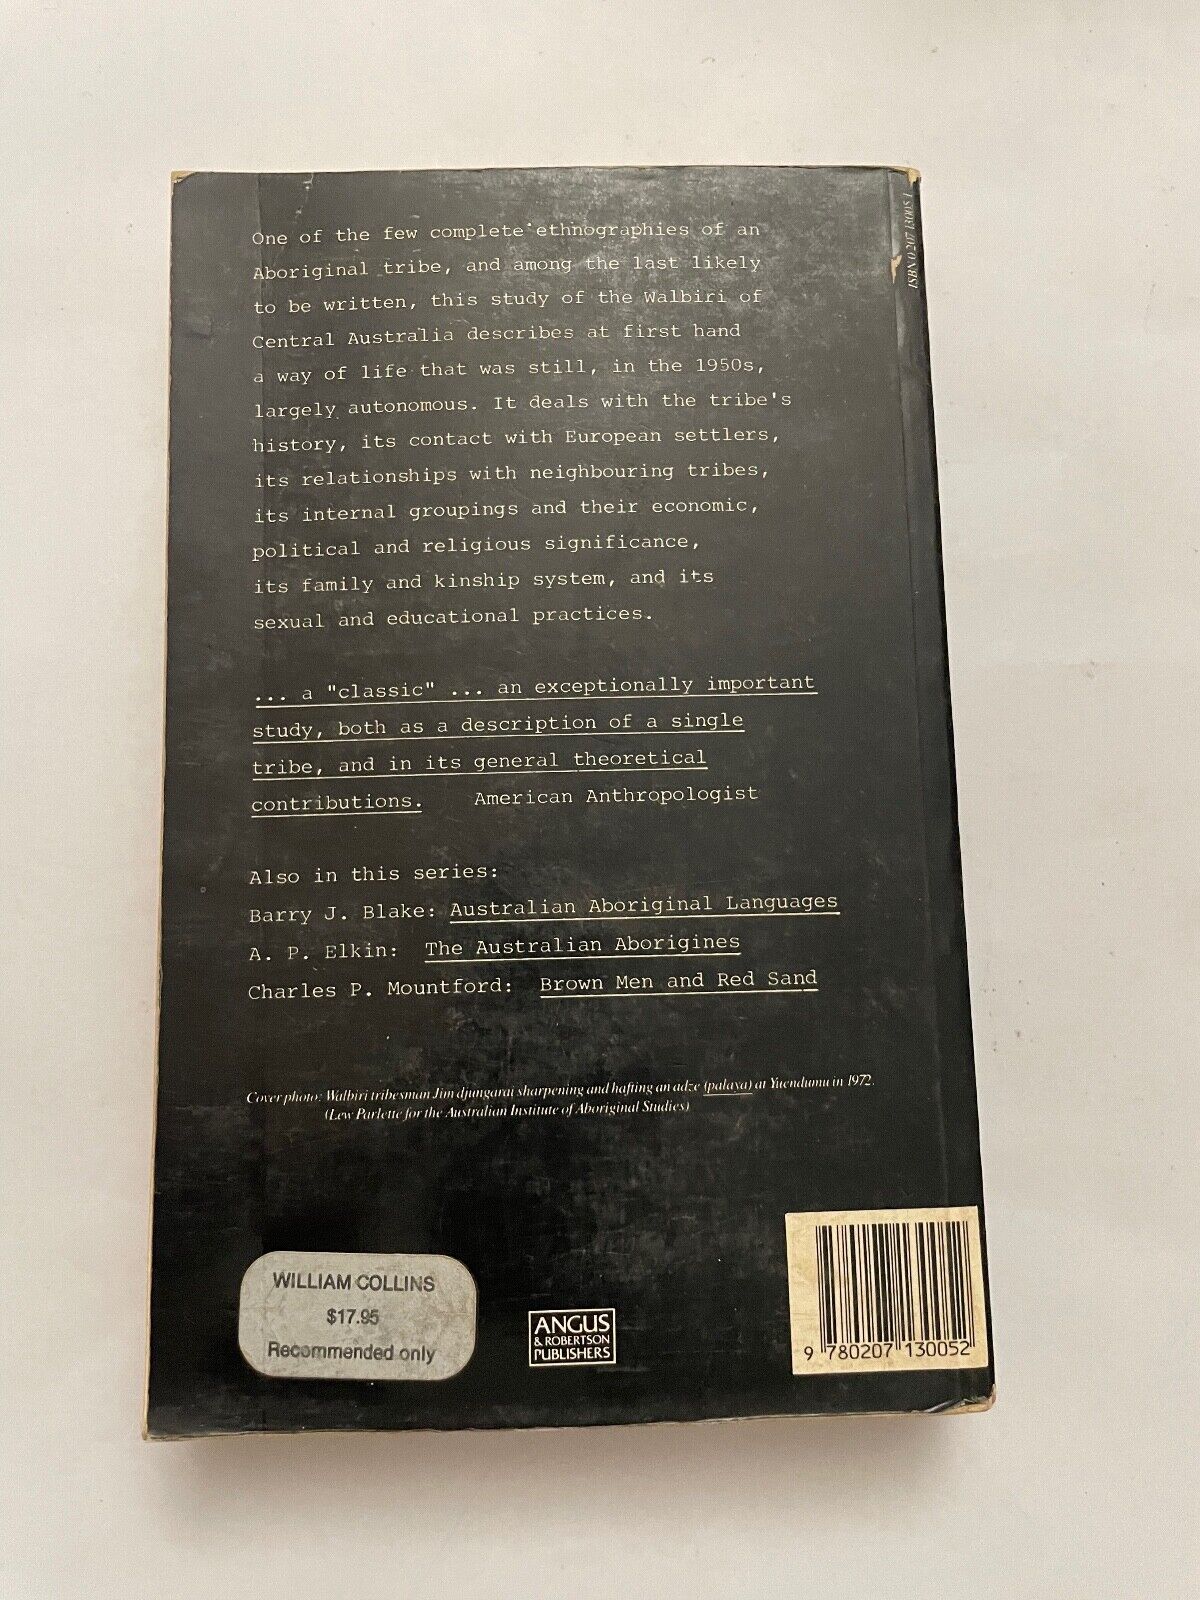 One of the few complete ethnographies of an
Aboriginal tribe, and among the last likely
to be written, this study of the Walbiri of
Central Australia describes at first hand
a way of life that was still, in the 1950s,
largely autonomous. It deals with the tribe's
history, its contact with European settlers,
its relationships with neighbouring tribes,
its internal groupings and their economic,
political and religious significance,
its family and kinship system, and its
sexual and educational practices.
... a "classic" ... an exceptionally important
study, both as a description of a single
tribe, and in its general theoretical
contributions. American Anthropologist
Also in this series:
Barry J. Blake: Australian Aboriginal Languages
A. P. Elkin: The Australian Aborigines
Charles P. Mountford: Brown Men and Red Sand
Cover photo: Walbiri tribesman Jim djungarai sharpening and hafting an adze (palaya) at Yuendumu in 1972.
(Lew Parlette for the Australian Institute of Aboriginal Studies)
WILLIAM COLLINS
$17.95
Recommended only
ANGUS
& ROBERTSON
PUBLISHERS
9 780207 130052
ISBN 0 207 13005 1